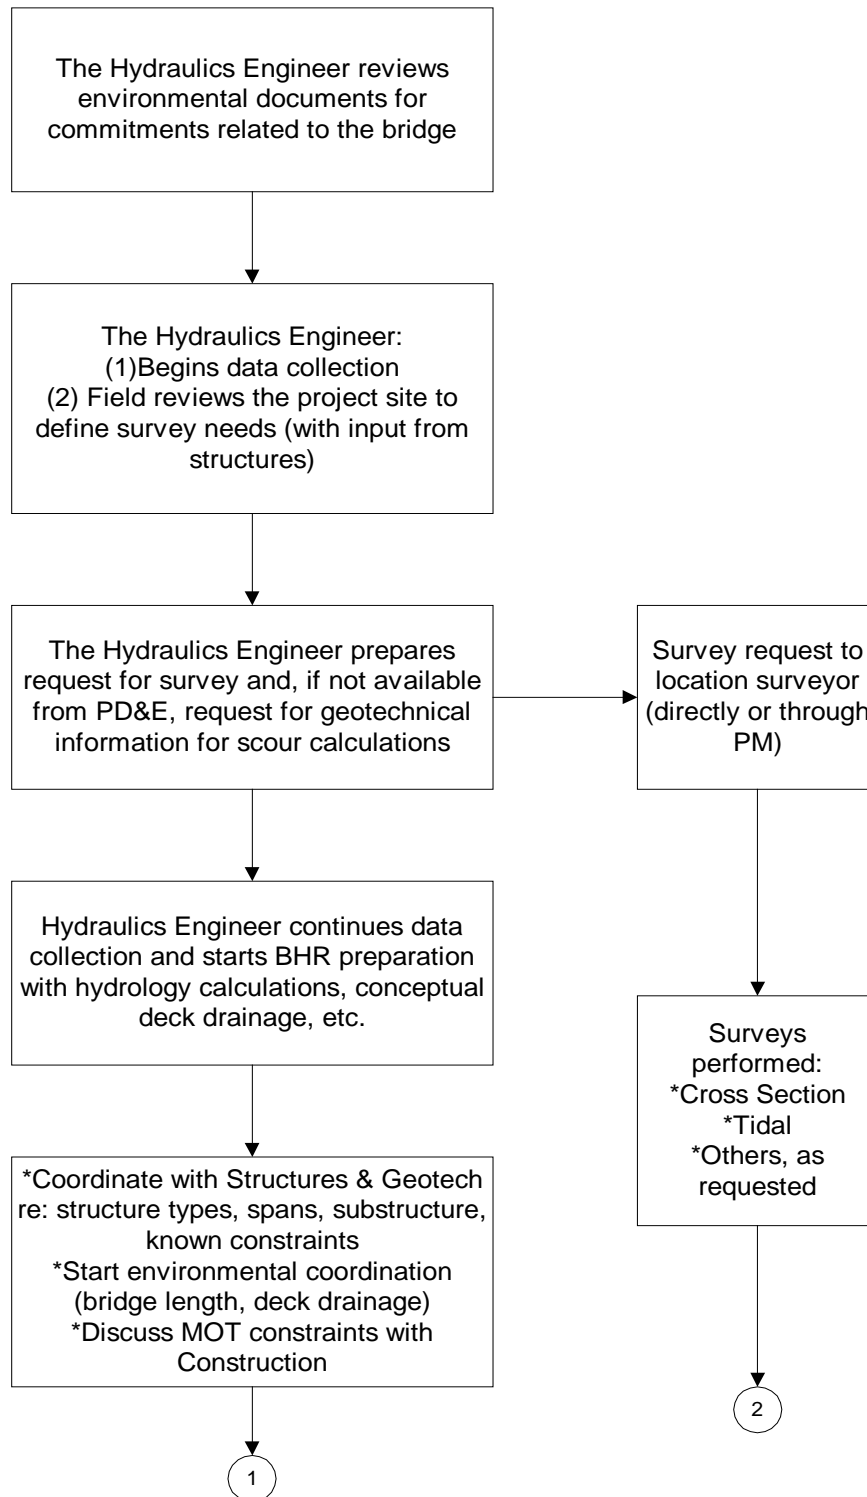 The Hydraulics Engineer reviews
environmental documents for
commitments related to the bridge
The Hydraulics Engineer:
(1)Begins data collection
(2) Field reviews the project site to
define survey needs (with input from
structures)
The Hydraulics Engineer prepares
request for survey and, if not available
from PD&E, request for geotechnical
information for scour calculations
Survey request to
location surveyor
(directly or through
PM)
Hydraulics Engineer continues data
collection and starts BHR preparation
with hydrology calculations, conceptual
deck drainage, etc.
Surveys
performed:
*Cross Section
*Tidal
*Others, as
requested
*Coordinate with Structures & Geotech
re: structure types, spans, substructure,
known constraints
*Start environmental coordination
(bridge length, deck drainage)
*Discuss MOT constraints with
Construction
2
1